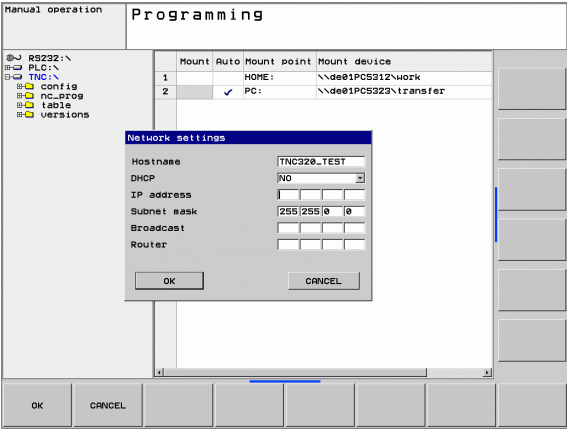 Manual operation
Programming
RS232:\
PLC:\
TNC:\
config
nc_prog
table
versions
Mount Auto Mount point Mount device
1 HOME: \\de01PC5312\work
2 PC: \\de01PC5323\transfer
Network settings
Hostname TNC320_TEST
DHCP NO
IP address
Subnet mask 255 255 0 0
Broadcast
Router
OK CANCEL
OK CANCEL